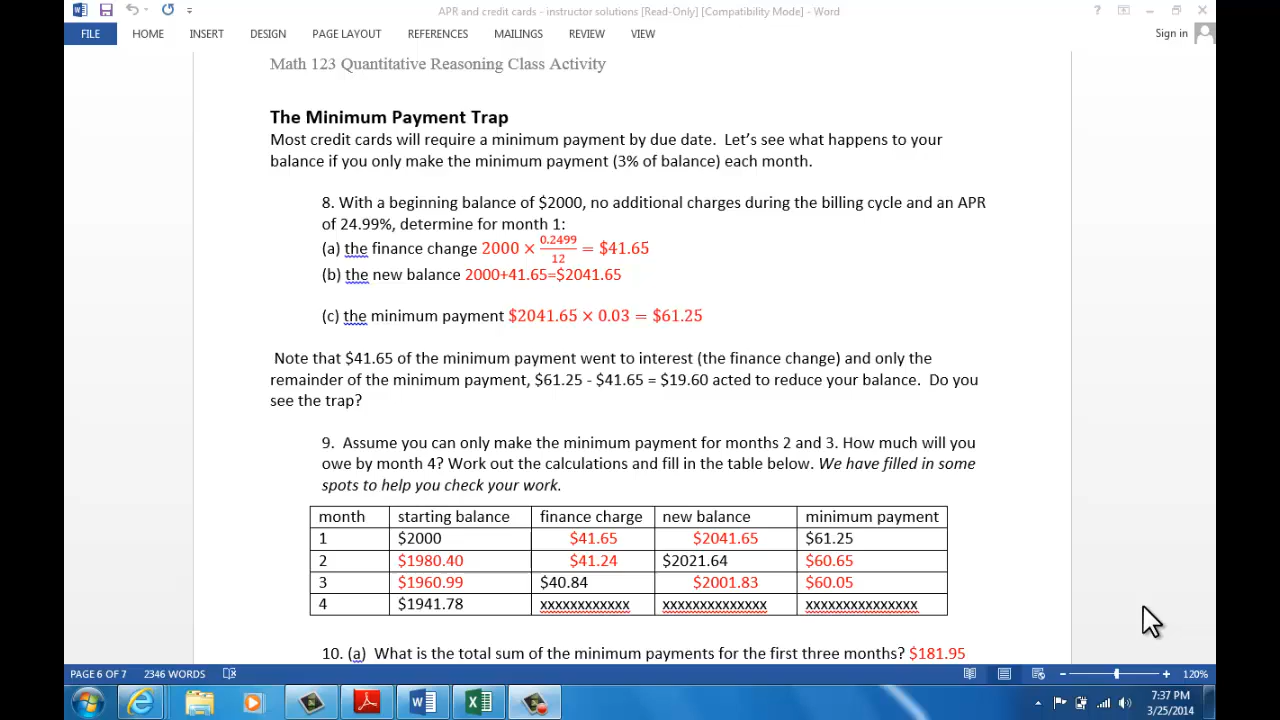 APR and credit cards - instructor solutions [Read-Only] [Compatibility Mode] - Word
FILE HOME INSERT DESIGN PAGE LAYOUT REFERENCES MAILINGS REVIEW VIEW Sign in
Math 123 Quantitative Reasoning Class Activity
The Minimum Payment Trap
Most credit cards will require a minimum payment by due date. Let's see what happens to your
balance if you only make the minimum payment (3% of balance) each month.
8. With a beginning balance of $2000, no additional charges during the billing cycle and an APR
of 24.99%, determine for month 1:
(a) the finance change 2000 × 0.2499/12 = $41.65
(b) the new balance 2000+41.65=$2041.65
(c) the minimum payment $2041.65 × 0.03 = $61.25
Note that $41.65 of the minimum payment went to interest (the finance change) and only the
remainder of the minimum payment, $61.25 - $41.65 = $19.60 acted to reduce your balance. Do you
see the trap?
9. Assume you can only make the minimum payment for months 2 and 3. How much will you
owe by month 4? Work out the calculations and fill in the table below. We have filled in some
spots to help you check your work.
month starting balance finance charge new balance minimum payment
1 $2000 $41.65 $2041.65 $61.25
2 $1980.40 $41.24 $2021.64 $60.65
3 $1960.99 $40.84 $2001.83 $60.05
4 $1941.78 xxxxxxxxxxxx xxxxxxxxxxxxxx xxxxxxxxxxxxxxx
10. (a) What is the total sum of the minimum payments for the first three months? $181.95
PAGE 6 OF 7 2346 WORDS 120%
7:37 PM
3/25/2014